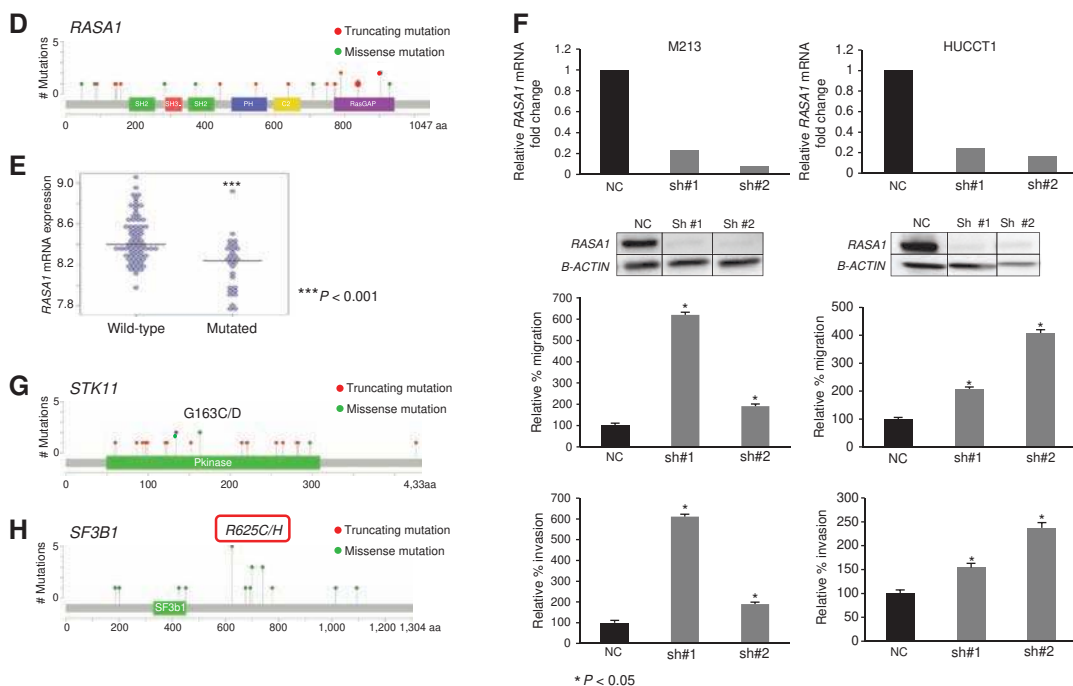 D RASA1
Truncating mutation
Missense mutation
# Mutations
5
0
SH2 SH3 SH2 PH C2 RasGAP
0 200 400 600 800 1047 aa
E
RASA1 mRNA expression
9.0
8.6
8.2
7.8
***
***P < 0.001
Wild-type Mutated
G STK11
Truncating mutation
Missense mutation
G163C/D
# Mutations
5
0
Pkinase
0 100 200 300 4,33aa
H SF3B1
R625C/H
Truncating mutation
Missense mutation
# Mutations
5
0
SF3b1
0 200 400 600 800 1,000 1,200 1,304 aa
F
M213
Relative RASA1 mRNA
fold change
1.2
1
0.8
0.6
0.4
0.2
0
NC sh#1 sh#2
HUCCT1
Relative RASA1 mRNA
fold change
1.2
1
0.8
0.6
0.4
0.2
0
NC sh#1 sh#2
NC Sh #1 Sh #2
RASA1
B-ACTIN
NC Sh #1 Sh #2
RASA1
B-ACTIN
Relative % migration
700
600
500
400
300
200
100
0
* *
NC sh#1 sh#2
Relative % migration
500
400
300
200
100
0
* *
NC sh#1 sh#2
Relative % invasion
700
600
500
400
300
200
100
0
* *
NC sh#1 sh#2
Relative % invasion
300
250
200
150
100
50
0
* *
NC sh#1 sh#2
* P < 0.05